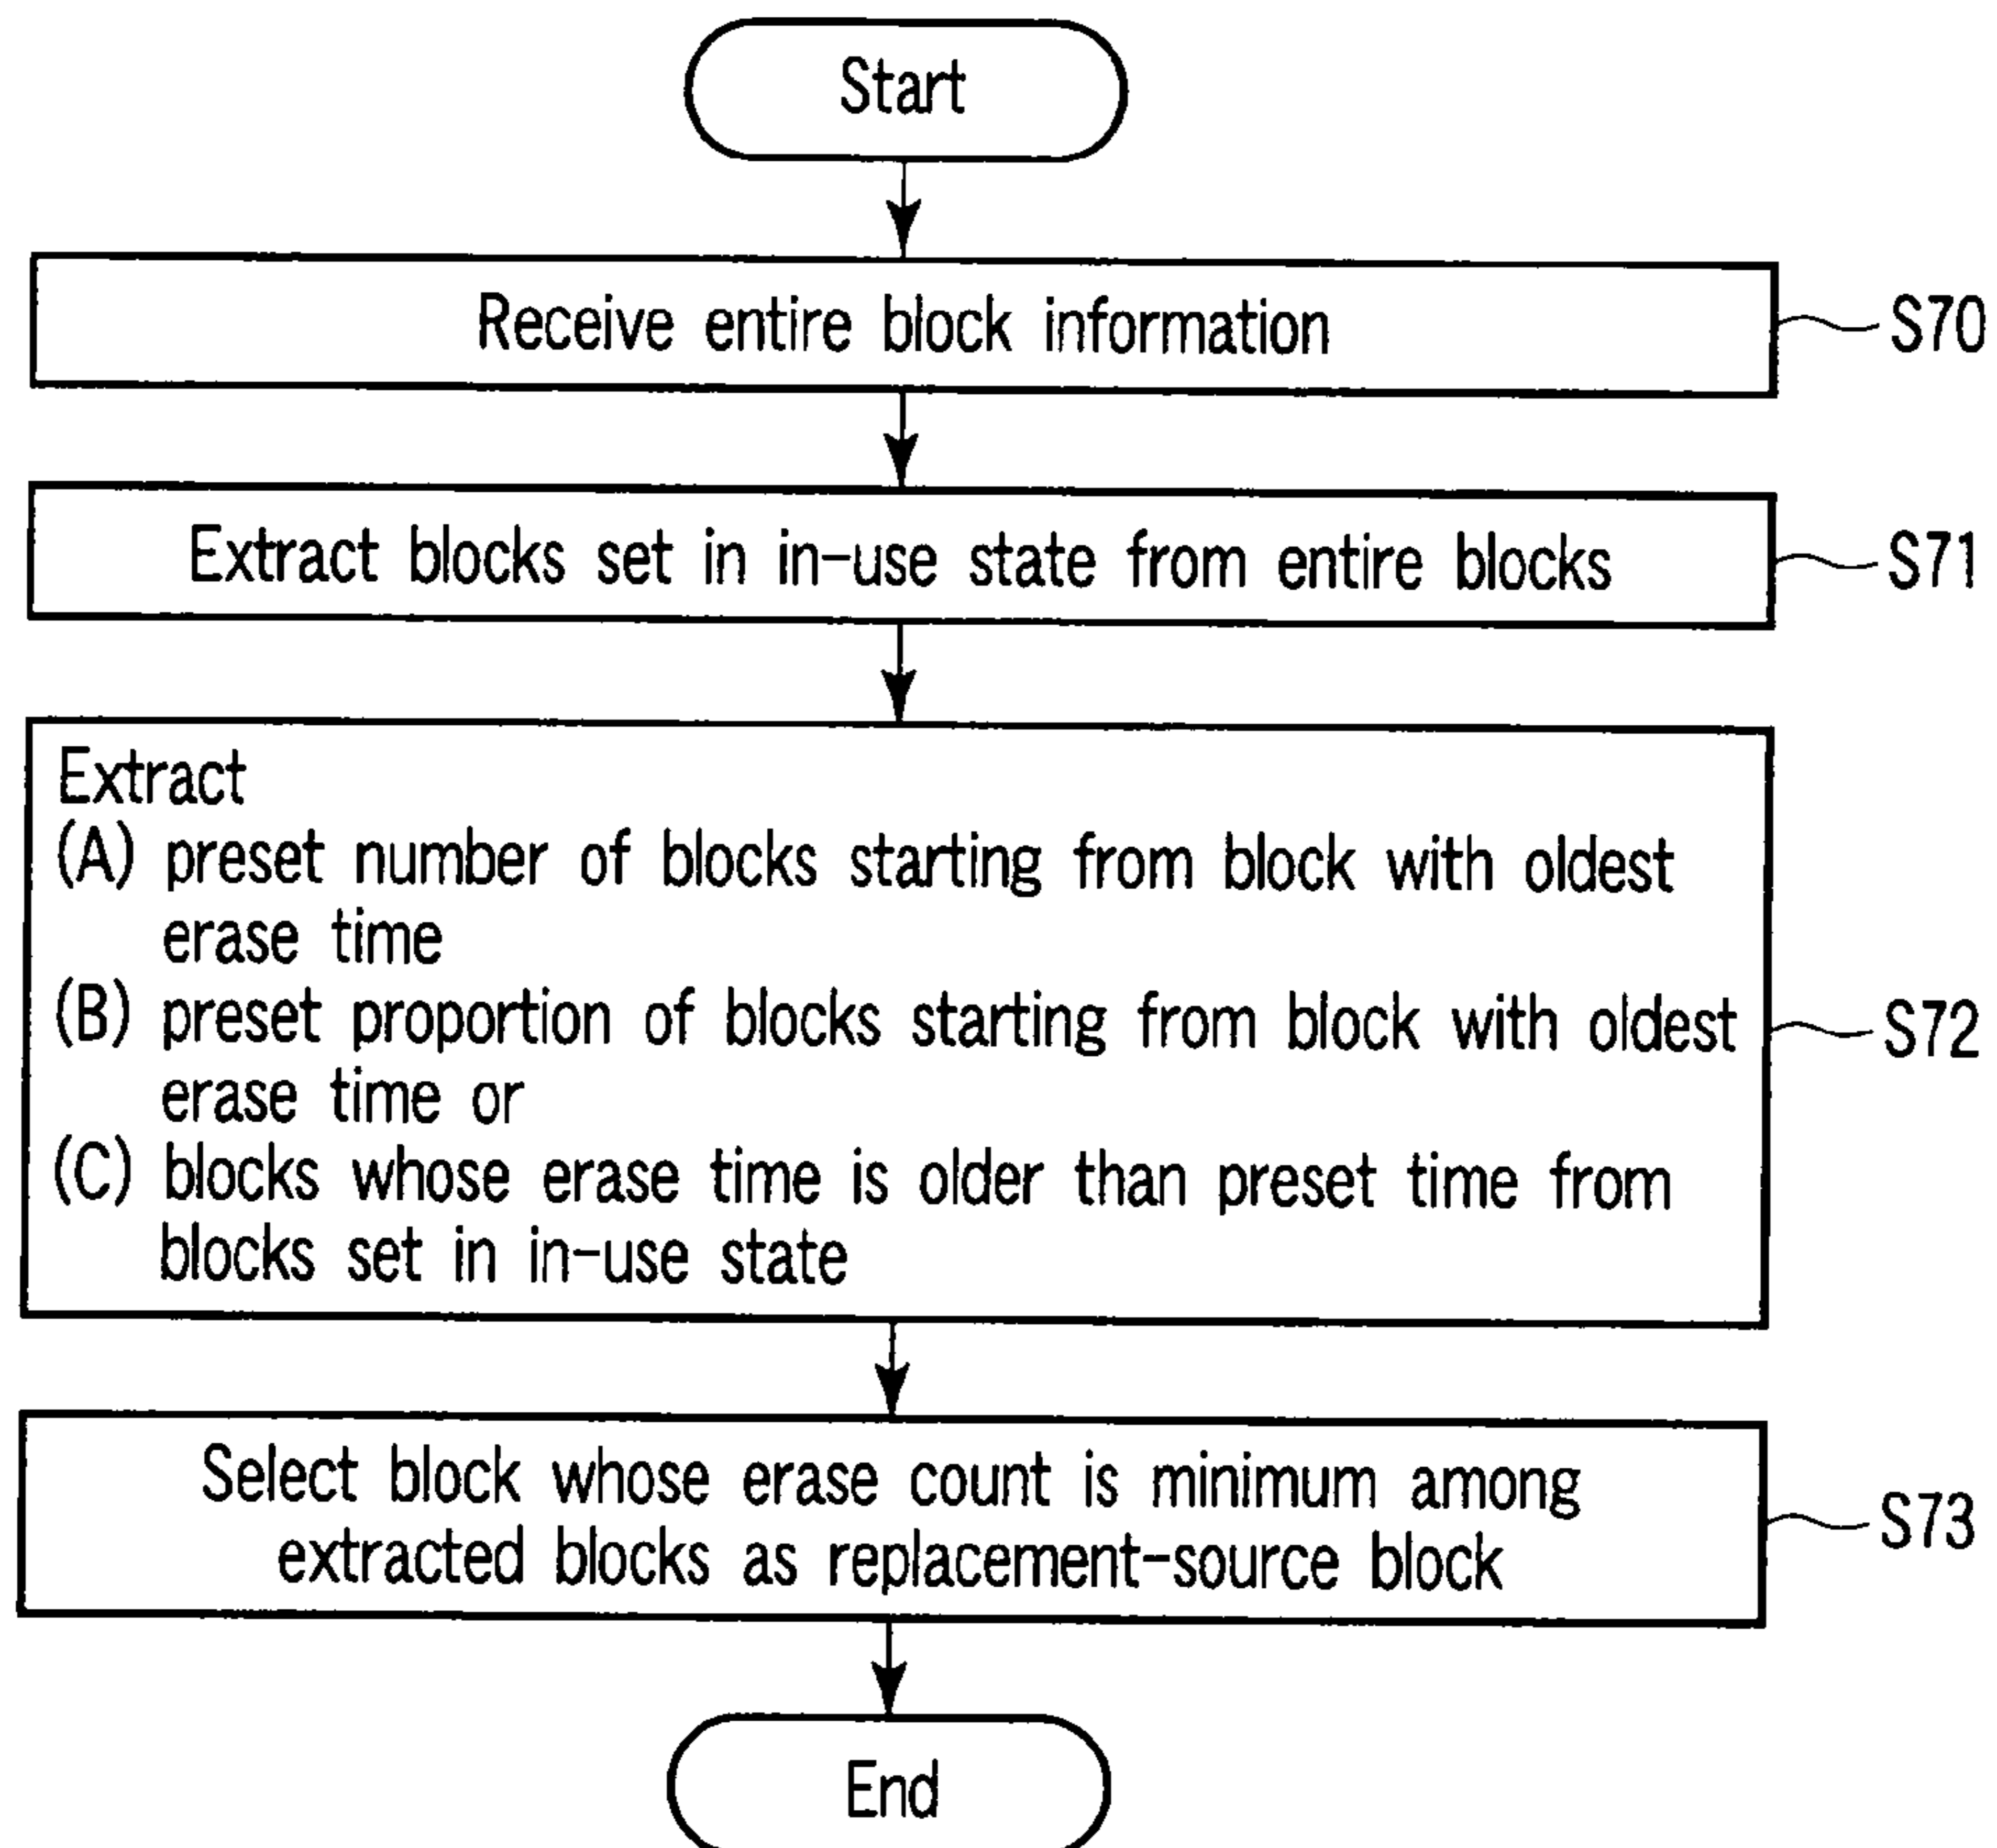 Start
Receive entire block information
S70
Extract blocks set in in-use state from entire blocks
S71
Extract
(A) preset number of blocks starting from block with oldest
erase time
(B) preset proportion of blocks starting from block with oldest
erase time or
(C) blocks whose erase time is older than preset time from
blocks set in in-use state
S72
Select block whose erase count is minimum among
extracted blocks as replacement-source block
S73
End